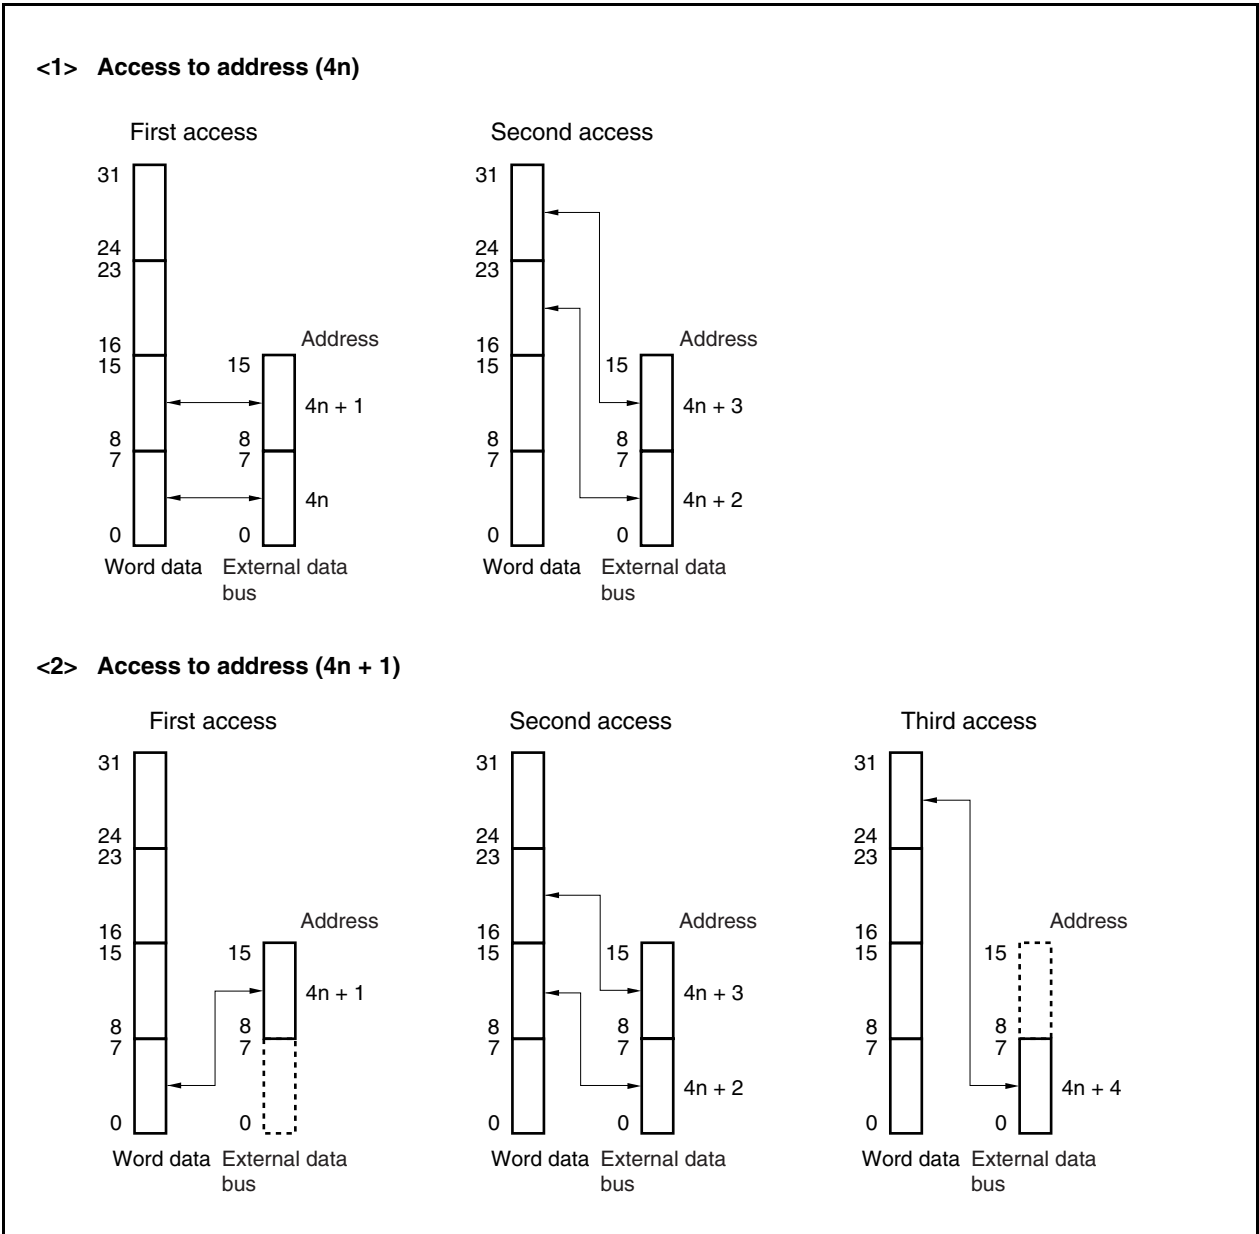 <1> Access to address (4n)
First access
31
24
23
16
15
8
7
0
Address
15
4n + 1
8
7
4n
0
Word data
External data
bus
Second access
31
24
23
16
15
8
7
0
Address
15
4n + 3
8
7
4n + 2
0
Word data
External data
bus
<2> Access to address (4n + 1)
First access
31
24
23
16
15
8
7
0
Address
15
4n + 1
8
7
0
Word data
External data
bus
Second access
31
24
23
16
15
8
7
0
Address
15
4n + 3
8
7
4n + 2
0
Word data
External data
bus
Third access
31
24
23
16
15
8
7
0
Address
15
8
7
4n + 4
0
Word data
External data
bus